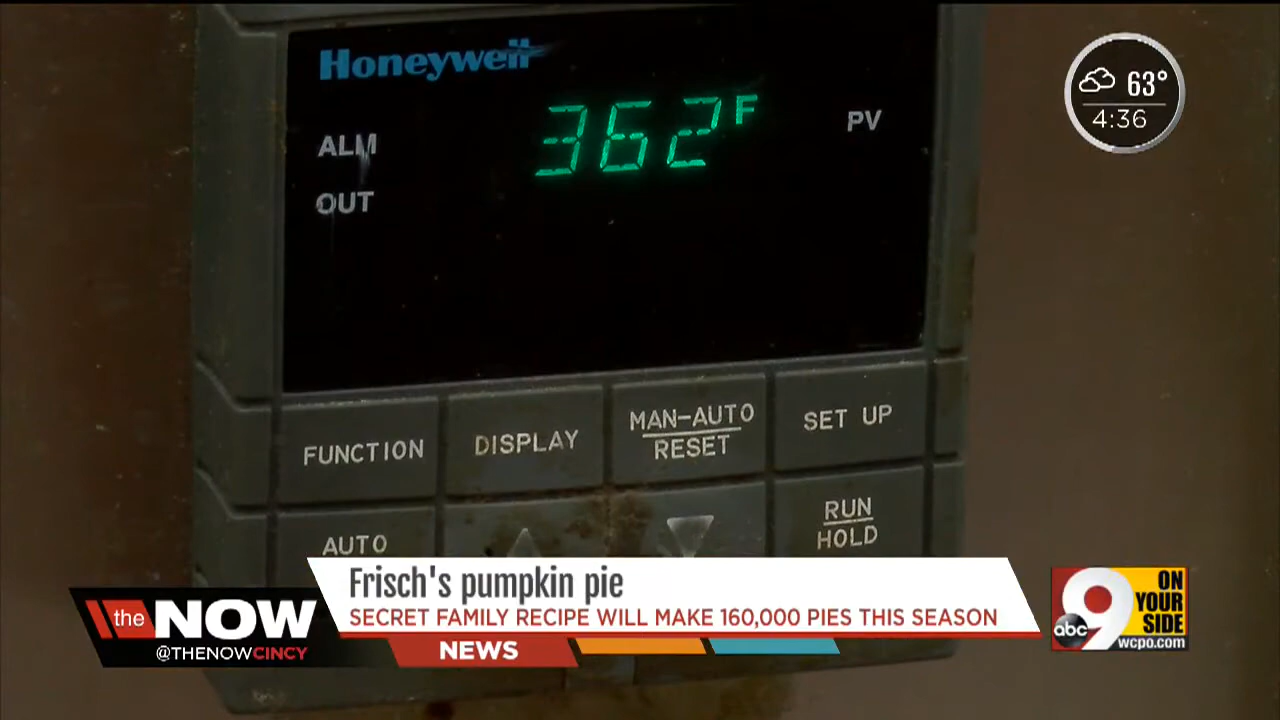 Honeywell
362 F
PV
ALM
OUT
63°
4:36
FUNCTION
DISPLAY
MAN-AUTO
RESET
SET UP
AUTO
RUN
HOLD
Frisch's pumpkin pie
SECRET FAMILY RECIPE WILL MAKE 160,000 PIES THIS SEASON
the NOW
@THENOWCINCY
NEWS
abc 9
ON
YOUR
SIDE
wcpo.com